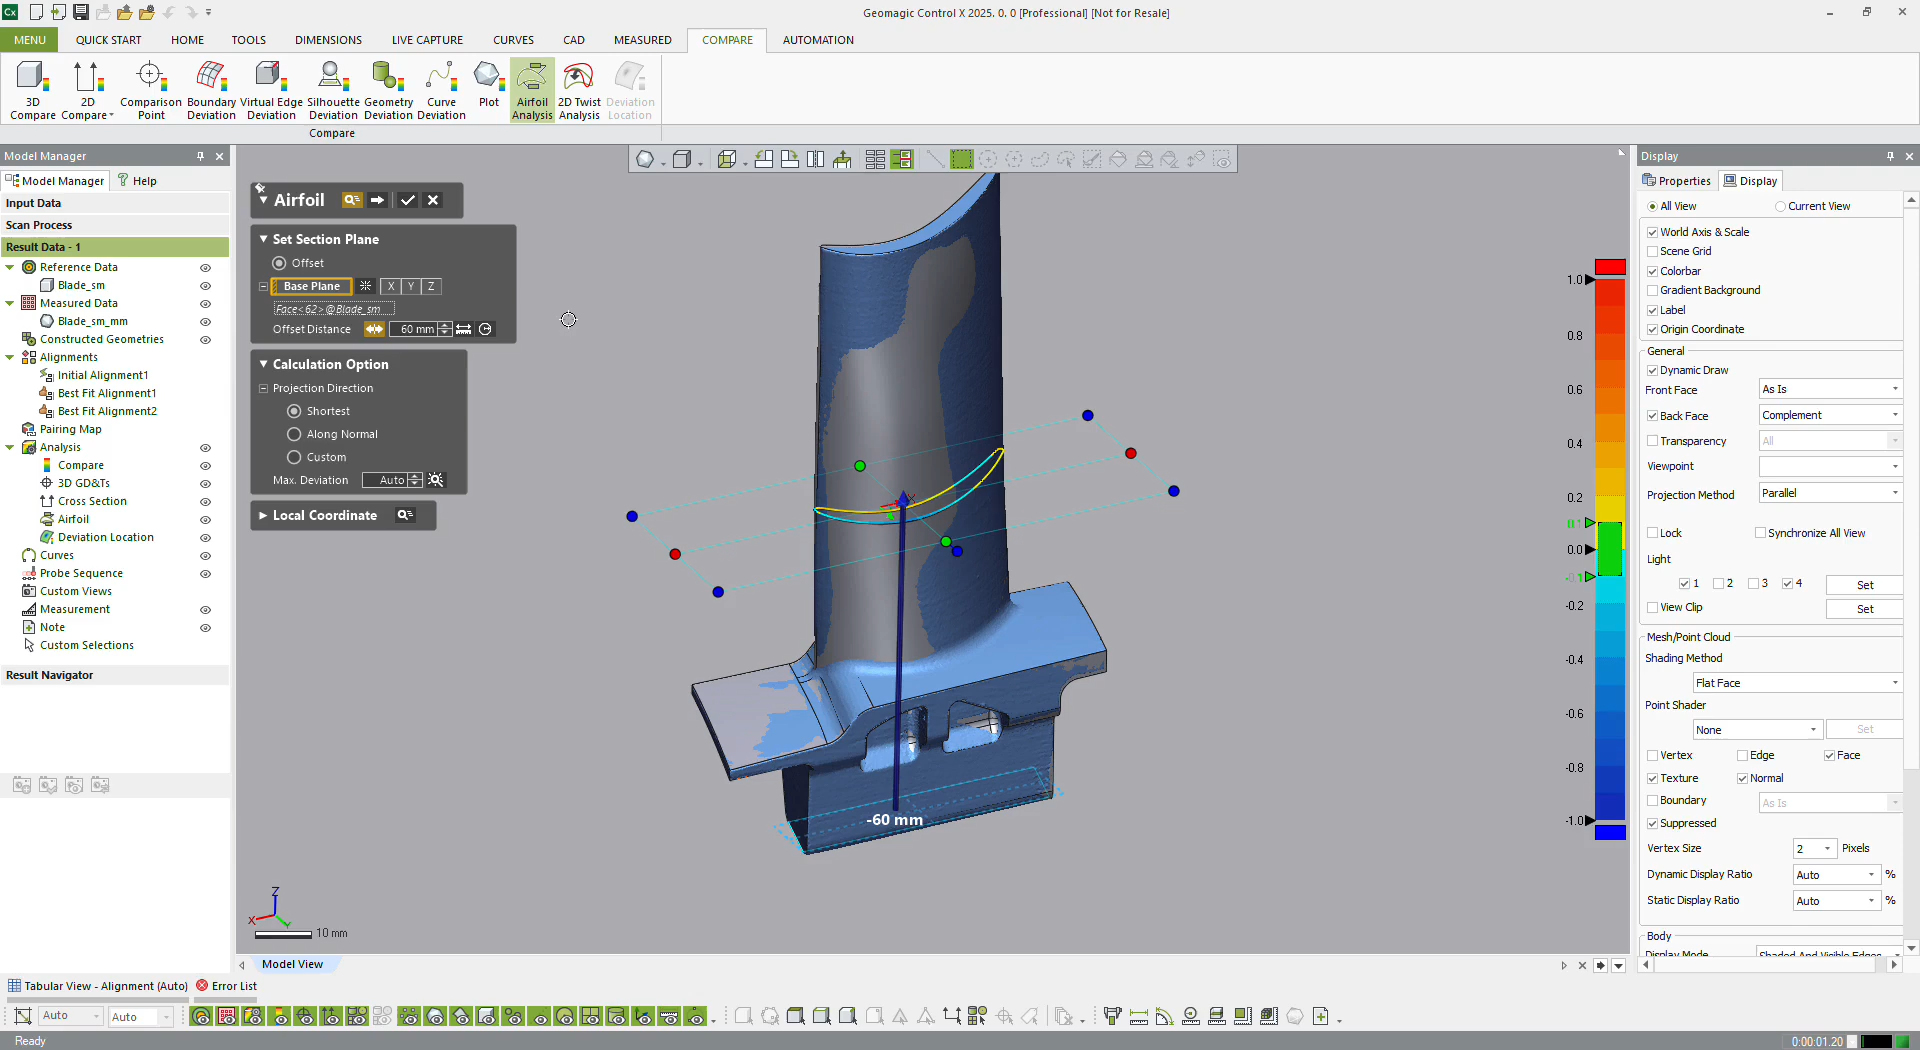 Cx
Geomagic Control X 2025. 0. 0 [Professional] [Not for Resale]
MENU QUICK START HOME TOOLS DIMENSIONS LIVE CAPTURE CURVES CAD MEASURED COMPARE AUTOMATION
3D Compare
2D Compare
Comparison Point
Boundary Deviation
Virtual Edge Deviation
Silhouette Deviation
Geometry Deviation
Curve Deviation
Plot
Airfoil Analysis
2D Twist Analysis
Deviation Location
Compare
Model Manager
Model Manager Help
Input Data
Scan Process
Result Data - 1
Reference Data
Blade_sm
Measured Data
Blade_sm_mm
Constructed Geometries
Alignments
Initial Alignment1
Best Fit Alignment1
Best Fit Alignment2
Pairing Map
Analysis
Compare
3D GD&Ts
Cross Section
Airfoil
Deviation Location
Curves
Probe Sequence
Custom Views
Measurement
Note
Custom Selections
Result Navigator
Airfoil
Set Section Plane
Offset
Base Plane X Y Z
Face<62>@Blade_sm
Offset Distance 60 mm
Calculation Option
Projection Direction
Shortest
Along Normal
Custom
Max. Deviation Auto
Local Coordinate
-60 mm
Z
X
Y
10 mm
1.0
0.8
0.6
0.4
0.2
0.1
0.0
-0.1
-0.2
-0.4
-0.6
-0.8
-1.0
Model View
Display
Properties Display
All View Current View
World Axis & Scale
Scene Grid
Colorbar
Gradient Background
Label
Origin Coordinate
General
Dynamic Draw
Front Face As Is
Back Face Complement
Transparency All
Viewpoint
Projection Method Parallel
Lock Synchronize All View
Light
1 2 3 4 Set
View Clip Set
Mesh/Point Cloud
Shading Method
Flat Face
Point Shader
None Set
Vertex Edge Face
Texture Normal
Boundary As Is
Suppressed
Vertex Size 2 Pixels
Dynamic Display Ratio Auto %
Static Display Ratio Auto %
Body
Display Mode Shaded And Visible Edges
Tabular View - Alignment (Auto) Error List
Auto Auto
Ready
0:00:01.20